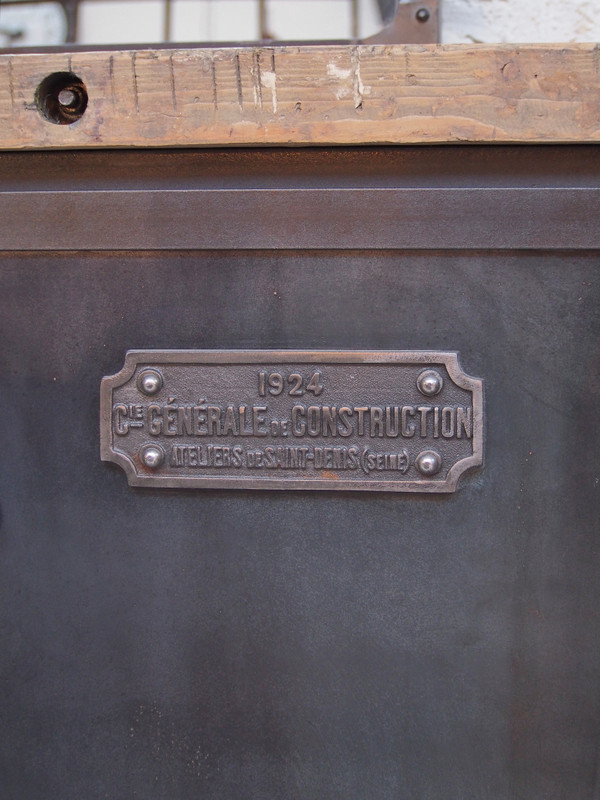 1924
Cie GÉNÉRALE DE CONSTRUCTION
ATELIERS DE SAINT-DENIS (SEINE)